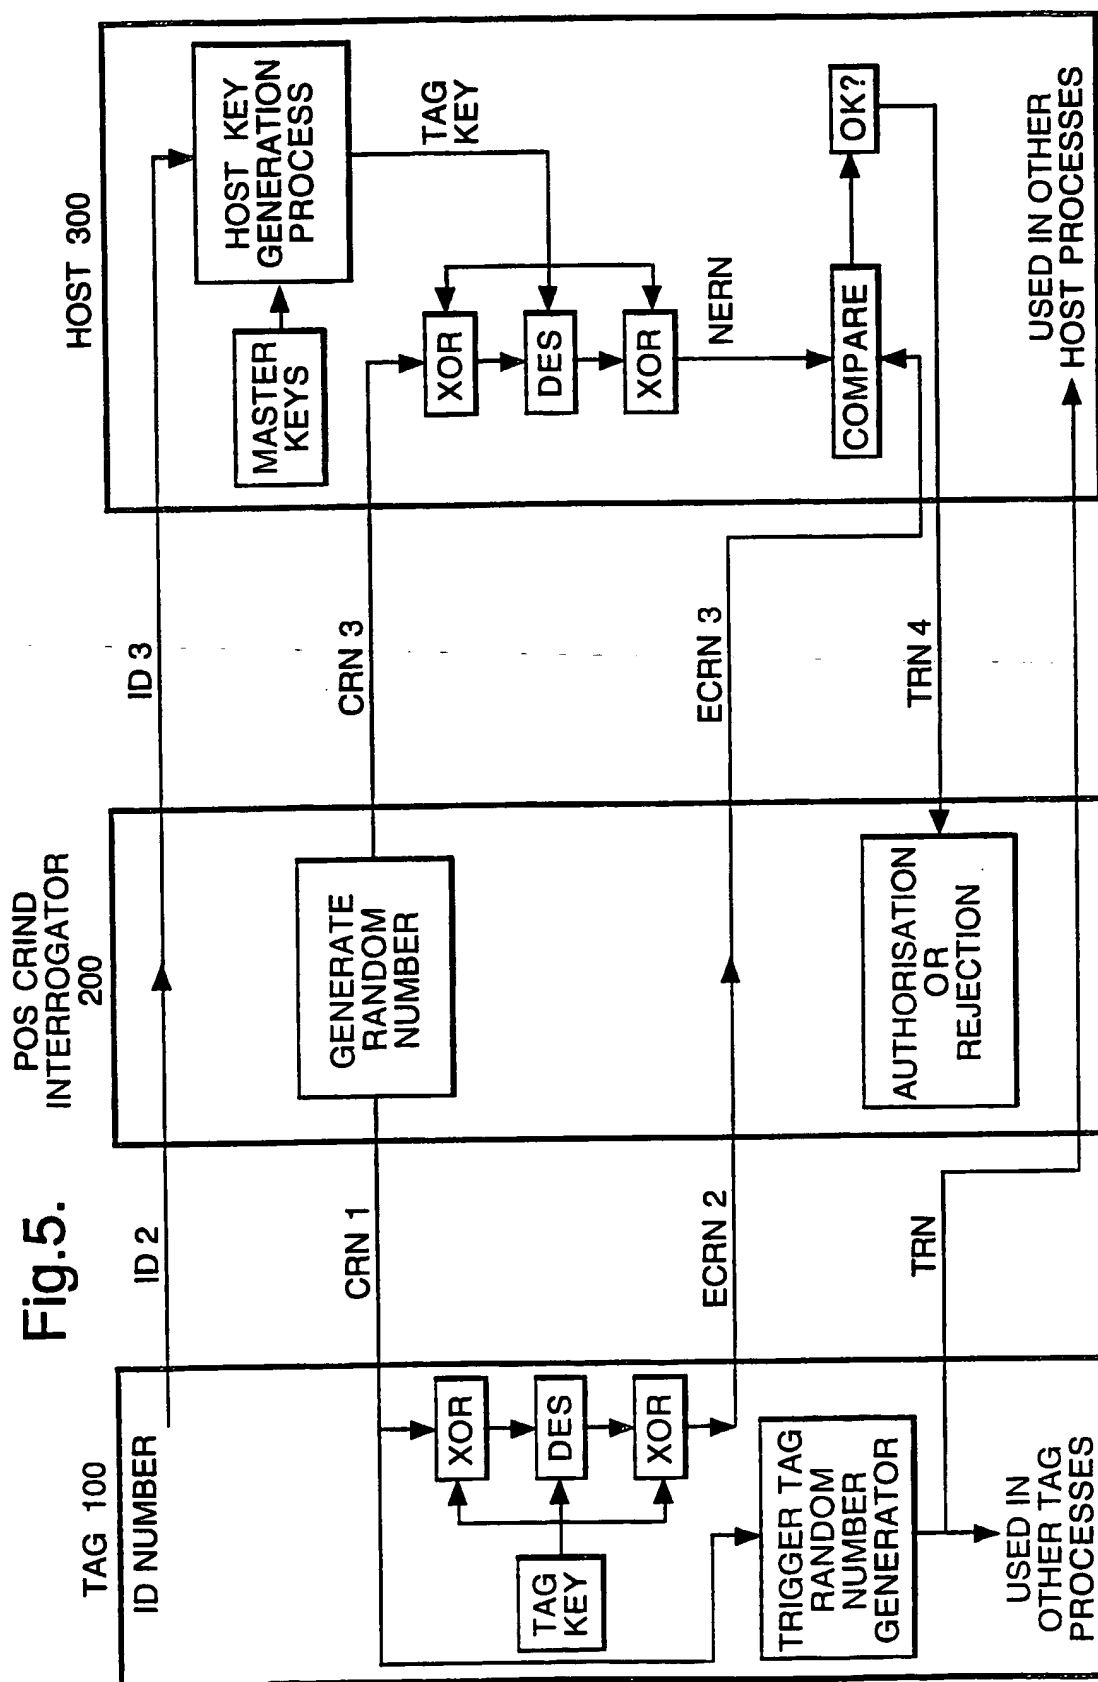 Fig.5.
TAG 100
ID NUMBER
ID 2
POS CRIND
INTERROGATOR
200
ID 3
HOST 300
MASTER
KEYS
HOST KEY
GENERATION
PROCESS
TAG
KEY
CRN 1
GENERATE
RANDOM
NUMBER
CRN 3
XOR
DES
XOR
TAG
KEY
XOR
DES
XOR
NERN
ECRN 2
ECRN 3
COMPARE
OK?
TRIGGER TAG
RANDOM
NUMBER
GENERATOR
TRN
AUTHORISATION
OR
REJECTION
TRN 4
USED IN
OTHER TAG
PROCESSES
USED IN OTHER
HOST PROCESSES